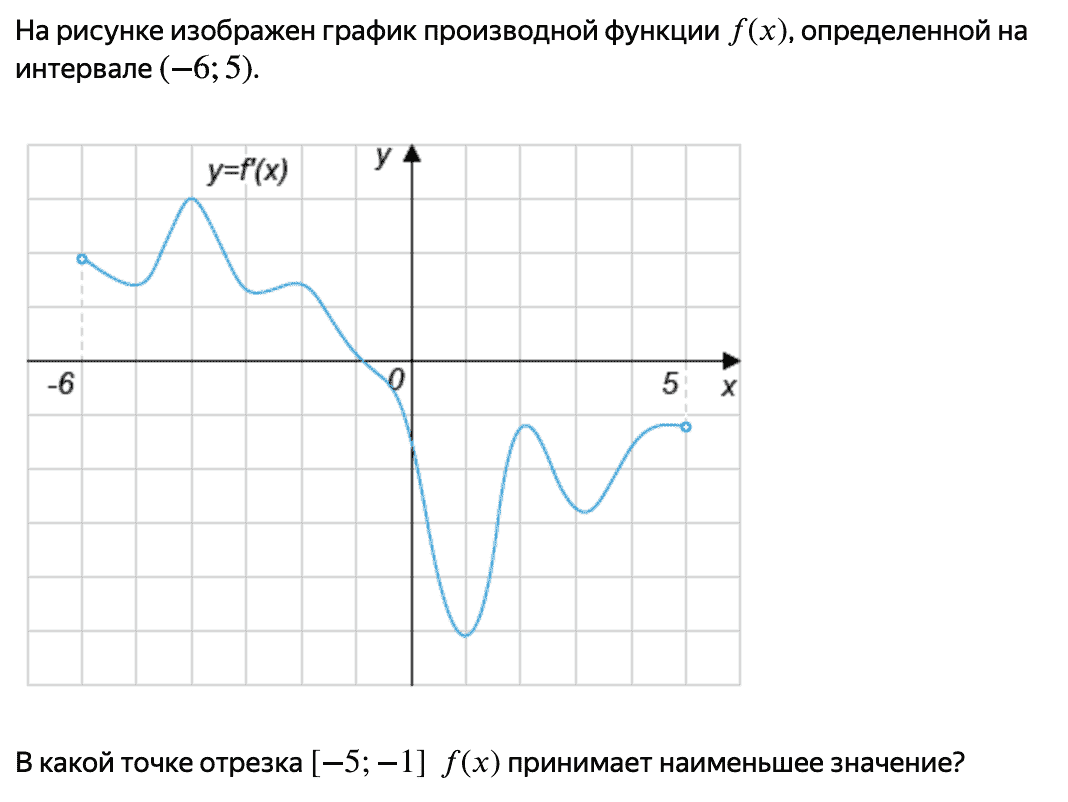 На рисунке изображен график производной функции f(x), определенной на
интервале (−6; 5).
y=f'(x)
y
-6
0
5
x
В какой точке отрезка [−5; −1] f(x) принимает наименьшее значение?